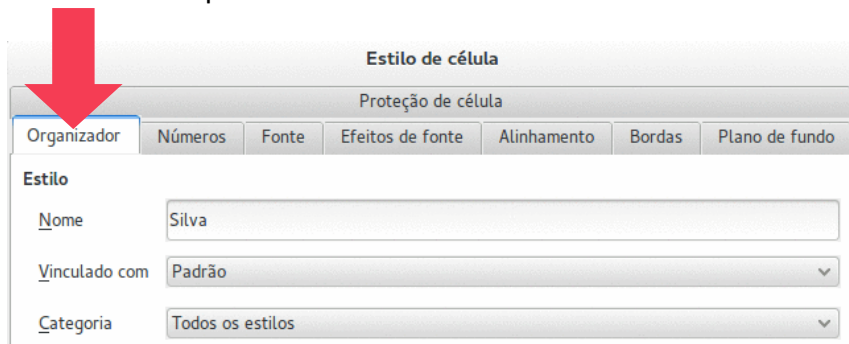 Estilo de célula
Proteção de célula
Organizador Números Fonte Efeitos de fonte Alinhamento Bordas Plano de fundo
Estilo
Nome Silva
Vinculado com Padrão
Categoria Todos os estilos